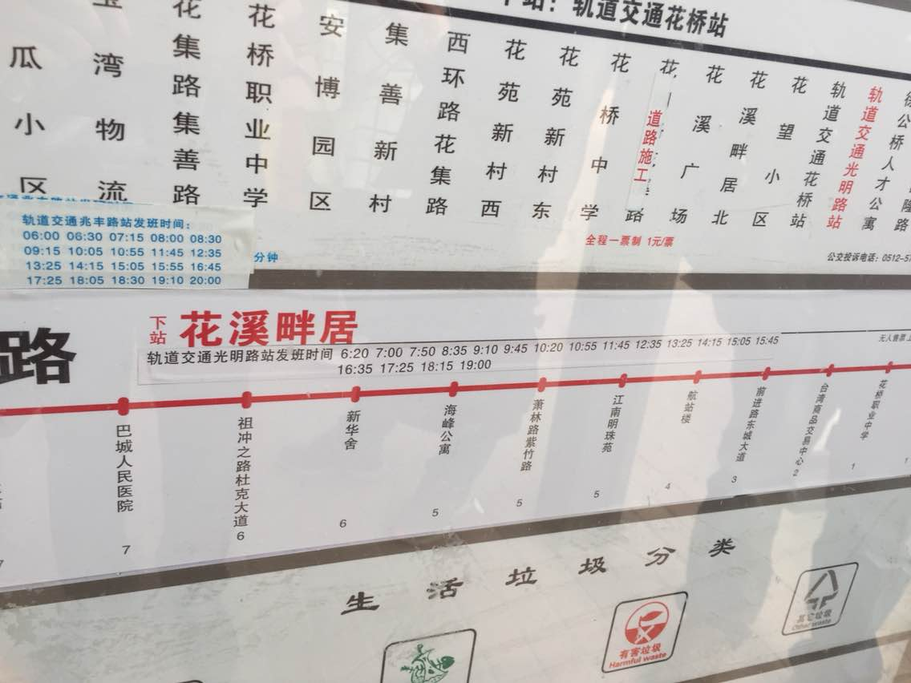 站：轨道交通花桥站
瓜小区
湾物流
花集路集善路
花桥职业中学
安博园区
集善新村
西环路花集路
花苑新村西
花苑新村东
花桥中学
道路施工
花溪广场
花溪畔居北
花望小区
轨道交通花桥站
轨道交通光明路站
徐公桥人才公寓
轨道交通兆丰路站发班时间：
06:00 06:30 07:15 08:00 08:30
09:15 10:05 10:55 11:45 12:35
13:25 14:15 15:05 15:55 16:45
17:25 18:05 18:30 19:10 20:00
分钟
全程一票制 1元/票
公交投诉电话：0512-57
路
下站 花溪畔居
轨道交通光明路站发班时间 6:20 7:00 7:50 8:35 9:10 9:45 10:20 10:55 11:45 12:35 13:25 14:15 15:05 15:45
16:35 17:25 18:15 19:00
无人售票
巴城人民医院 7
祖冲之路杜克大道 6
新华舍 6
海峰公寓 5
萧林路紫竹路 5
江南明珠苑 5
航站楼 4
前进路东城大道 3
台湾商品交易中心 2
花桥职业中学 1
生活垃圾分类
有害垃圾
Harmful waste
其它垃圾
Other waste